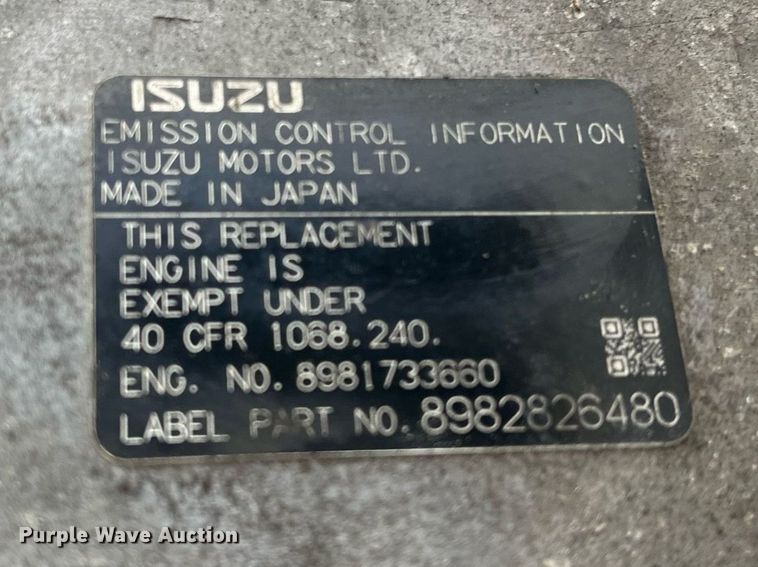 ISUZU
EMISSION CONTROL INFORMATION
ISUZU MOTORS LTD.
MADE IN JAPAN
THIS REPLACEMENT
ENGINE IS
EXEMPT UNDER
40 CFR 1068.240.
ENG. NO. 8981733660
LABEL PART NO. 8982826480
Purple Wave Auction